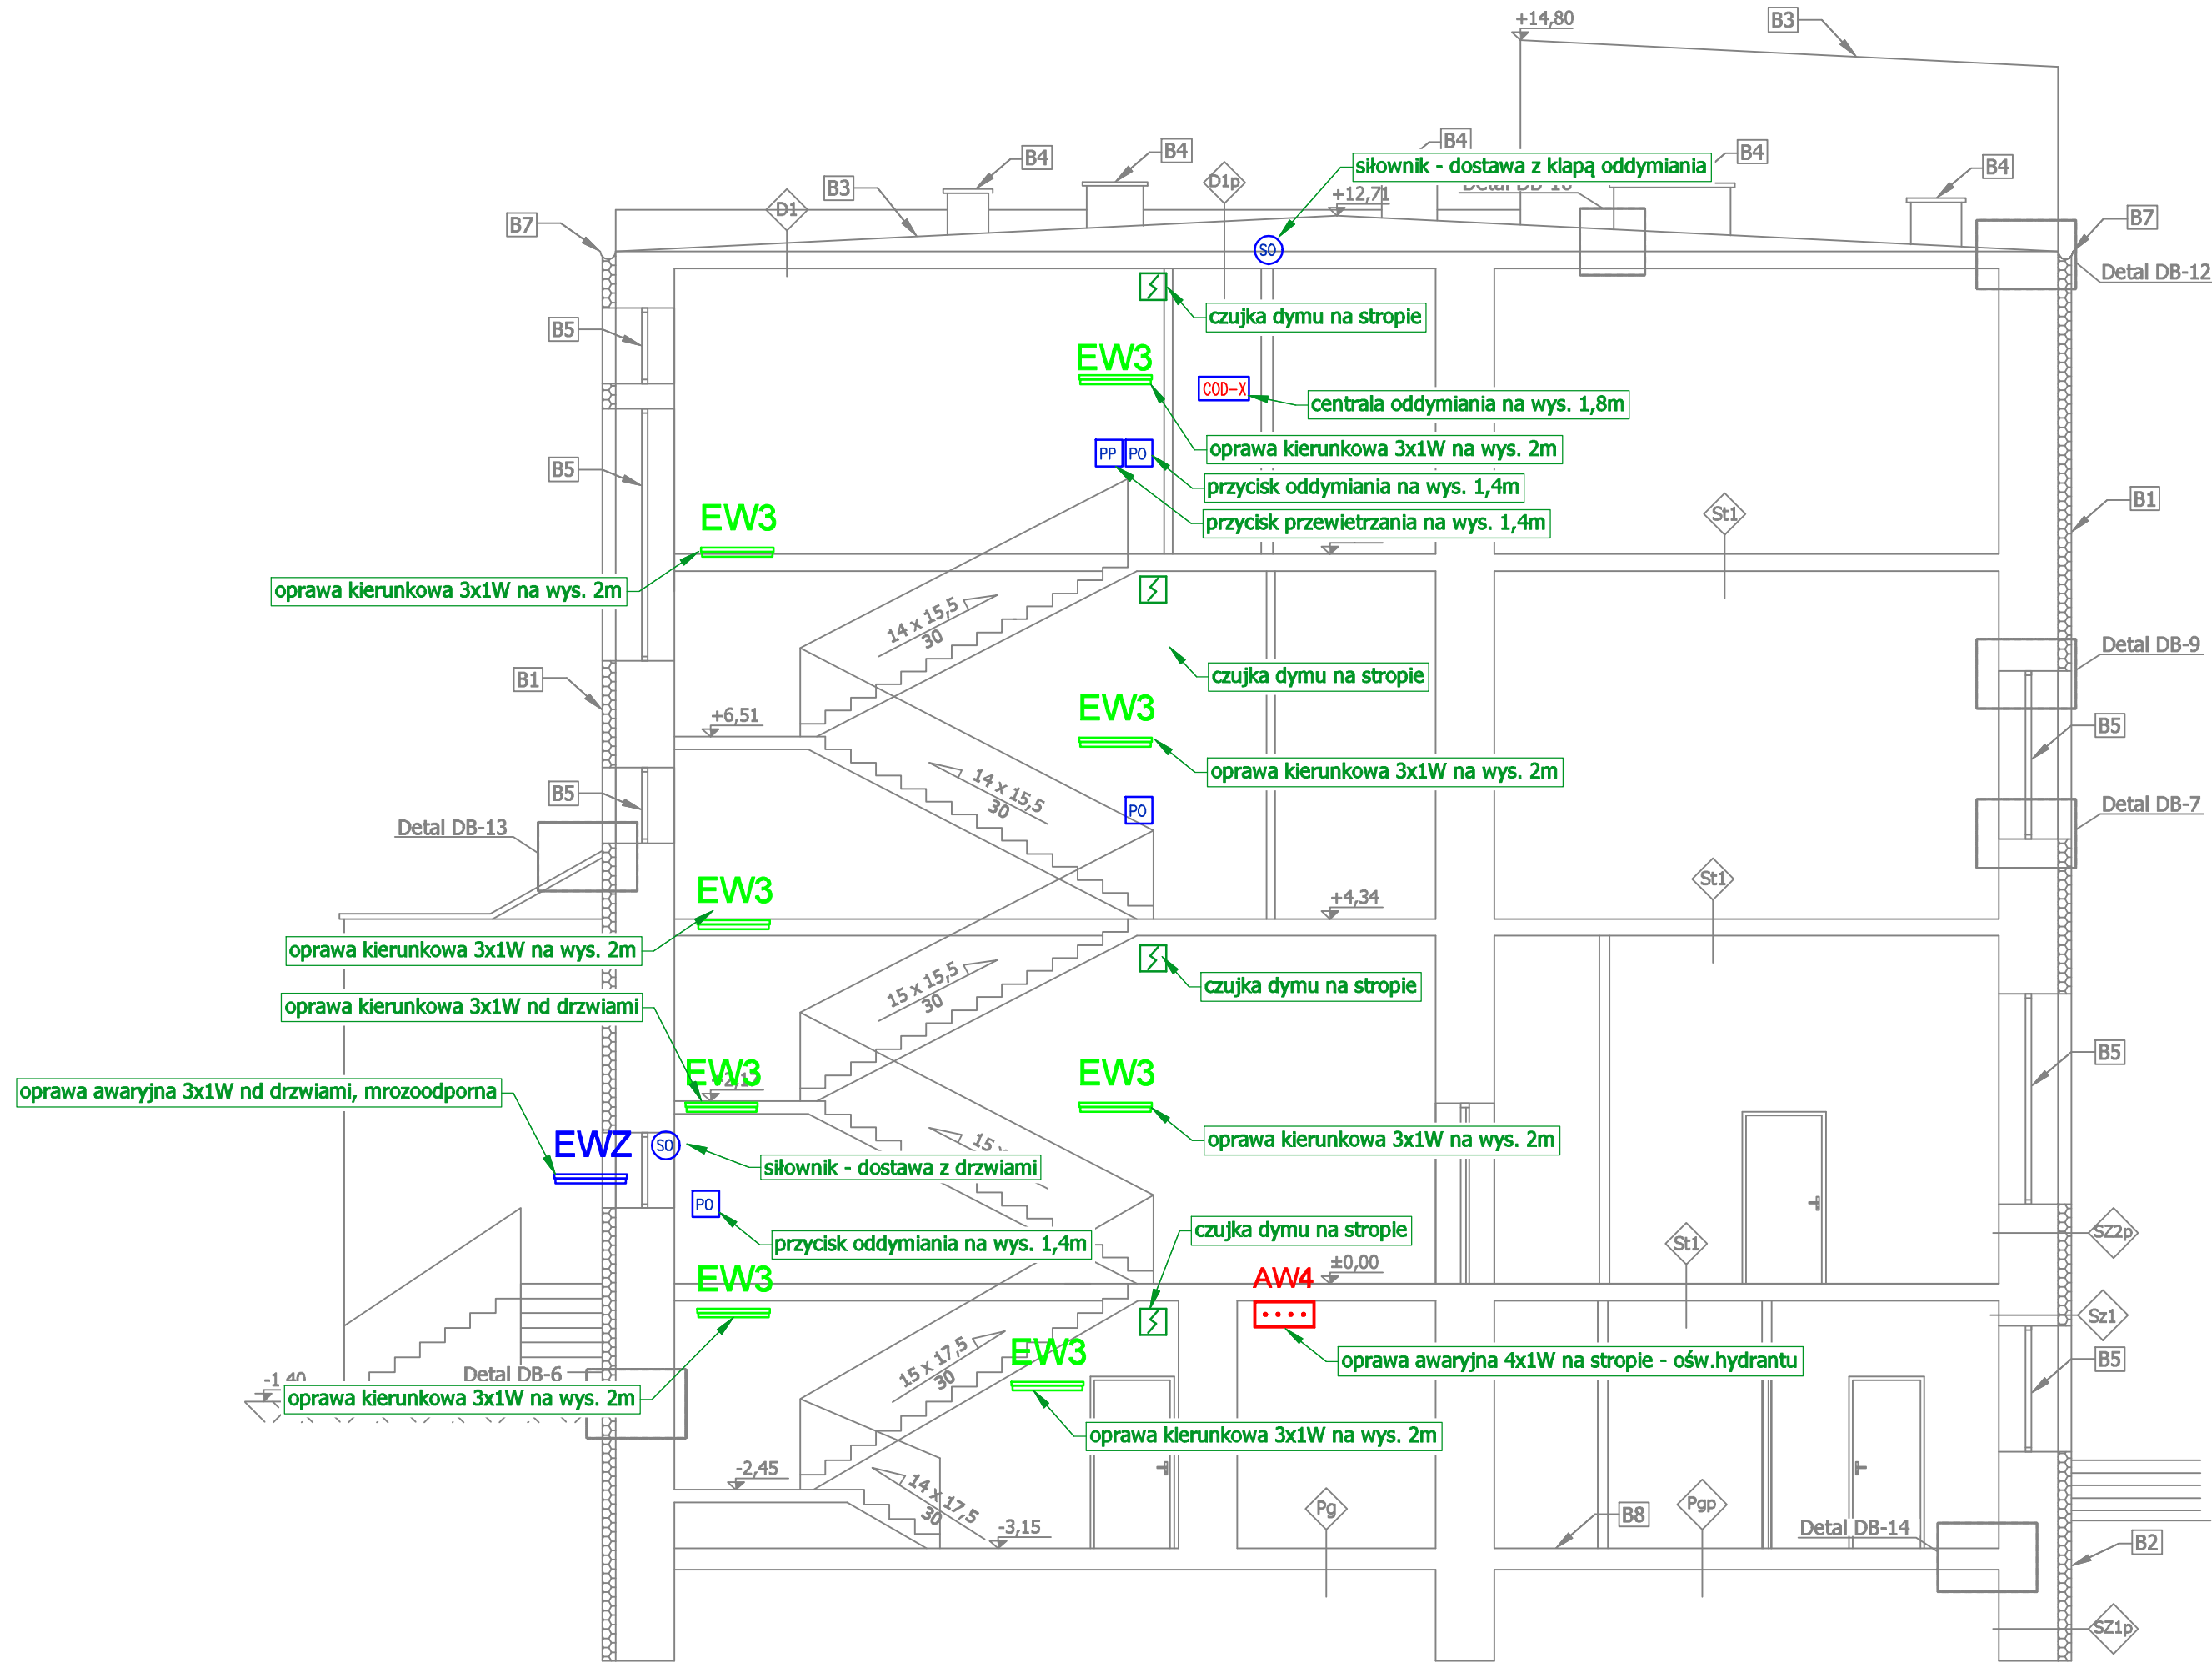 +14,80
B3
B4
B4
B4
B4
B4
siłownik - dostawa z klapą oddymiania
B3
D1
D1p
+12,71
B7
B7
SO
Detal DB-12
czujka dymu na stropie
B5
EW3
COD-X
centrala oddymiania na wys. 1,8m
oprawa kierunkowa 3x1W na wys. 2m
PP
PO
B5
przycisk oddymiania na wys. 1,4m
B1
EW3
St1
przycisk przewietrzania na wys. 1,4m
oprawa kierunkowa 3x1W na wys. 2m
14 x 15,5
30
Detal DB-9
B1
czujka dymu na stropie
EW3
+6,51
B5
oprawa kierunkowa 3x1W na wys. 2m
14 x 15,5
30
B5
PO
Detal DB-7
Detal DB-13
EW3
St1
+4,34
oprawa kierunkowa 3x1W na wys. 2m
15 x 15,5
30
czujka dymu na stropie
oprawa kierunkowa 3x1W nd drzwiami
B5
EW3
EW3
oprawa awaryjna 3x1W nd drzwiami, mrozoodporna
EWZ
SO
15
oprawa kierunkowa 3x1W na wys. 2m
siłownik - dostawa z drzwiami
PO
czujka dymu na stropie
SZ2p
przycisk oddymiania na wys. 1,4m
St1
±0,00
EW3
AW4
Sz1
EW3
15 x 17,5
30
oprawa awaryjna 4x1W na stropie - ośw.hydrantu
B5
Detal DB-6
-1,40
oprawa kierunkowa 3x1W na wys. 2m
oprawa kierunkowa 3x1W na wys. 2m
-2,45
14 x 17,5
30
Pg
Pgp
B8
-3,15
Detal DB-14
B2
SZ1p